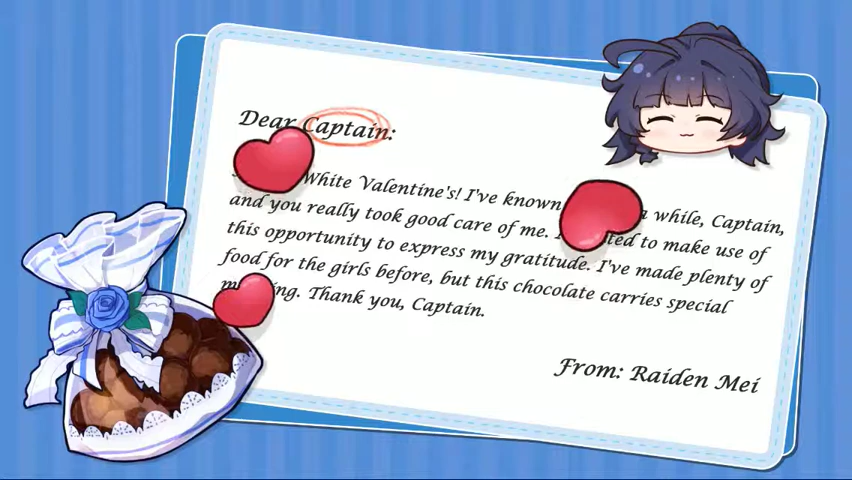 Dear Captain:
White Valentine's! I've known a while, Captain,
and you really took good care of me. to make use of
this opportunity to express my gratitude. I've made plenty of
food for the girls before, but this chocolate carries special
Thank you, Captain.
From: Raiden Mei